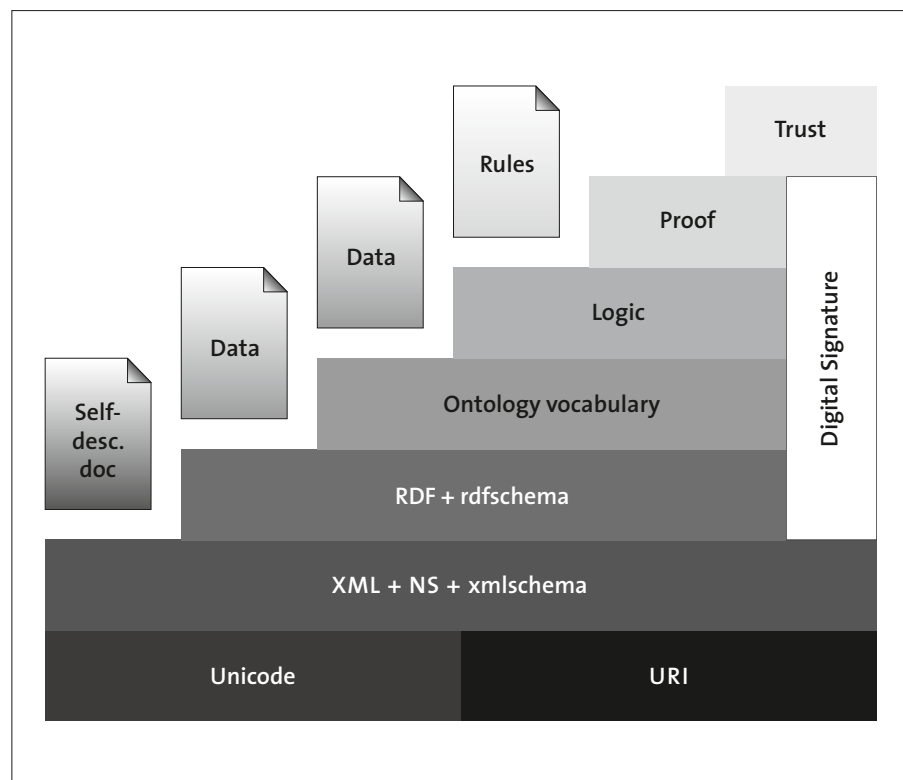 Trust
Rules
Proof
Data
Logic
Data
Ontology vocabulary
Digital Signature
Self-
desc.
doc
RDF + rdfschema
XML + NS + xmlschema
Unicode
URI